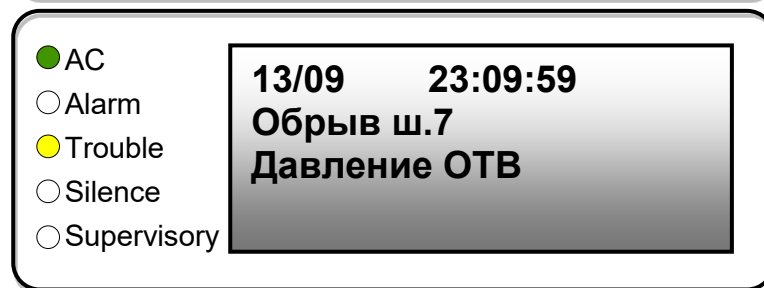 AC
Alarm
Trouble
Silence
Supervisory
13/09 23:09:59
Обрыв ш.7
Давление ОТВ